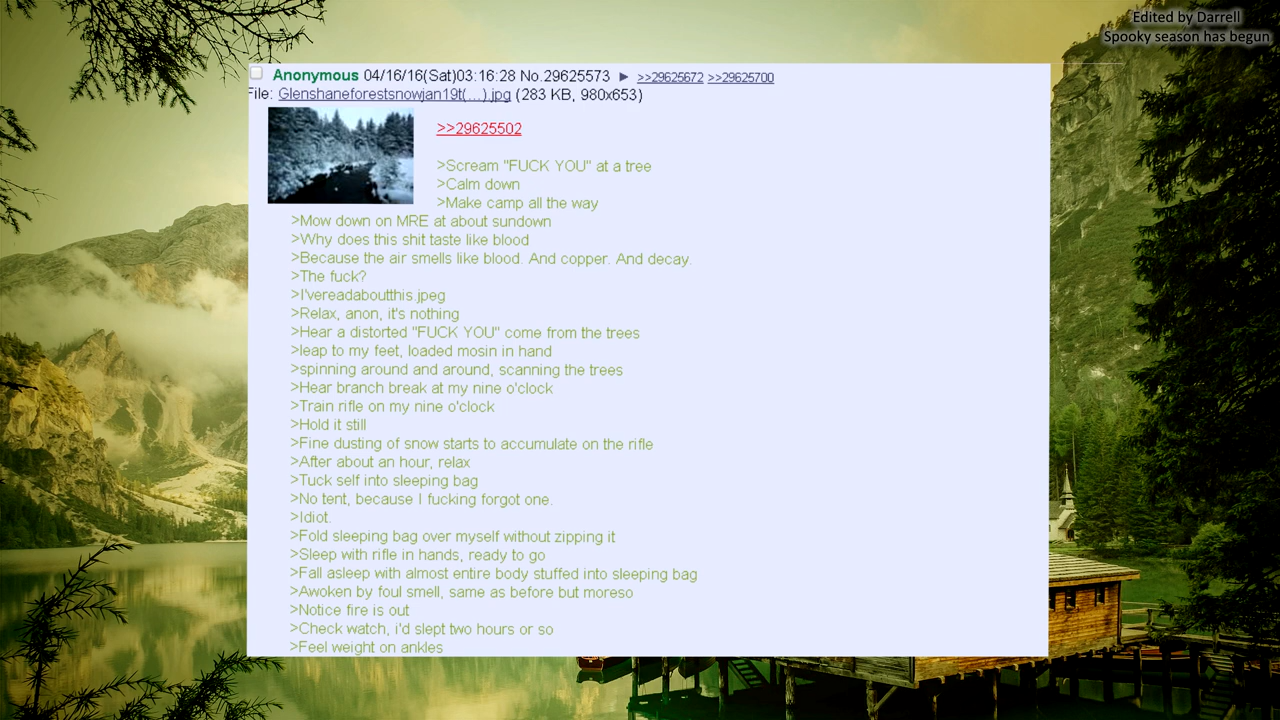 Edited by Darrell
Spooky season has begun
Anonymous 04/16/16(Sat)03:16:28 No.29625573 ► >>29625672 >>29625700
File: Glenshaneforestsnowjan19t(...).jpg (283 KB, 980x653)
>>29625502
>Scream "FUCK YOU" at a tree
>Calm down
>Make camp all the way
>Mow down on MRE at about sundown
>Why does this shit taste like blood
>Because the air smells like blood. And copper. And decay.
>The fuck?
>I'vereadaboutthis.jpeg
>Relax, anon, it's nothing
>Hear a distorted "FUCK YOU" come from the trees
>leap to my feet, loaded mosin in hand
>spinning around and around, scanning the trees
>Hear branch break at my nine o'clock
>Train rifle on my nine o'clock
>Hold it still
>Fine dusting of snow starts to accumulate on the rifle
>After about an hour, relax
>Tuck self into sleeping bag
>No tent, because I fucking forgot one.
>Idiot.
>Fold sleeping bag over myself without zipping it
>Sleep with rifle in hands, ready to go
>Fall asleep with almost entire body stuffed into sleeping bag
>Awoken by foul smell, same as before but moreso
>Notice fire is out
>Check watch, i'd slept two hours or so
>Feel weight on ankles